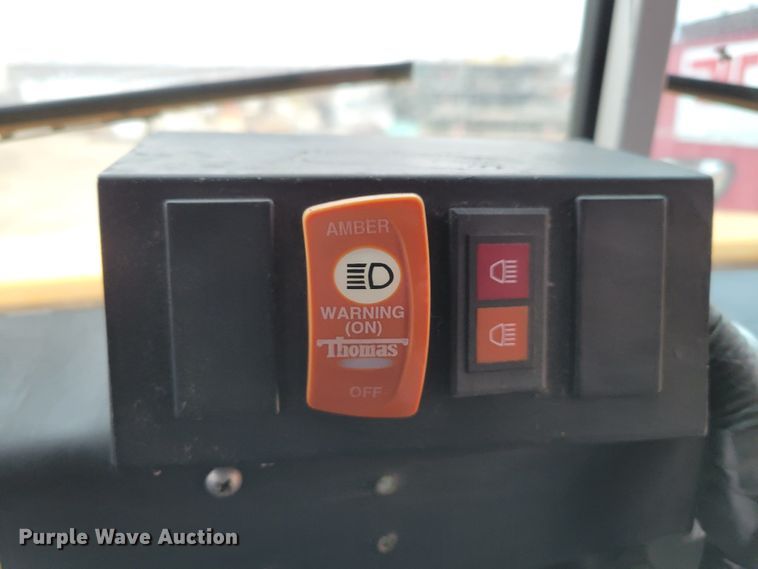 AMBER
WARNING
(ON)
Thomas
OFF
Purple Wave Auction